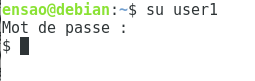 ensao@debian:~$ su user1
Mot de passe :
$